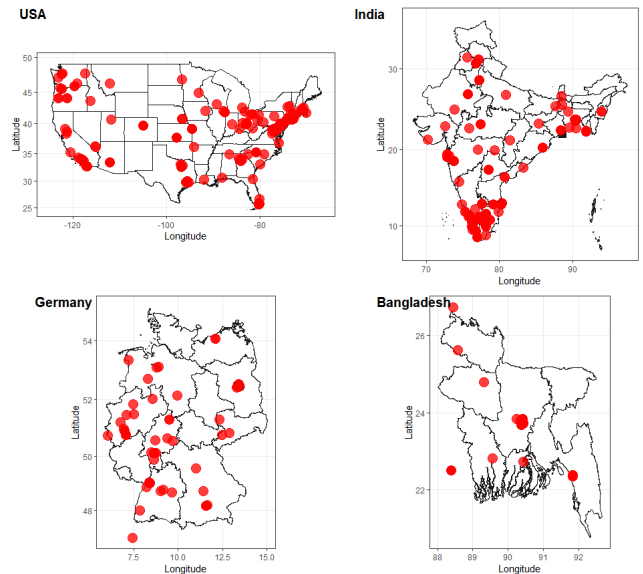 USA
50
45
40
35
30
25
Latitude
-120
-100
-80
Longitude
India
30
20
10
Latitude
70
80
90
Longitude
Germany
54
52
50
48
Latitude
7.5
10.0
12.5
15.0
Longitude
Bangladesh
26
24
22
Latitude
88
89
90
91
92
Longitude